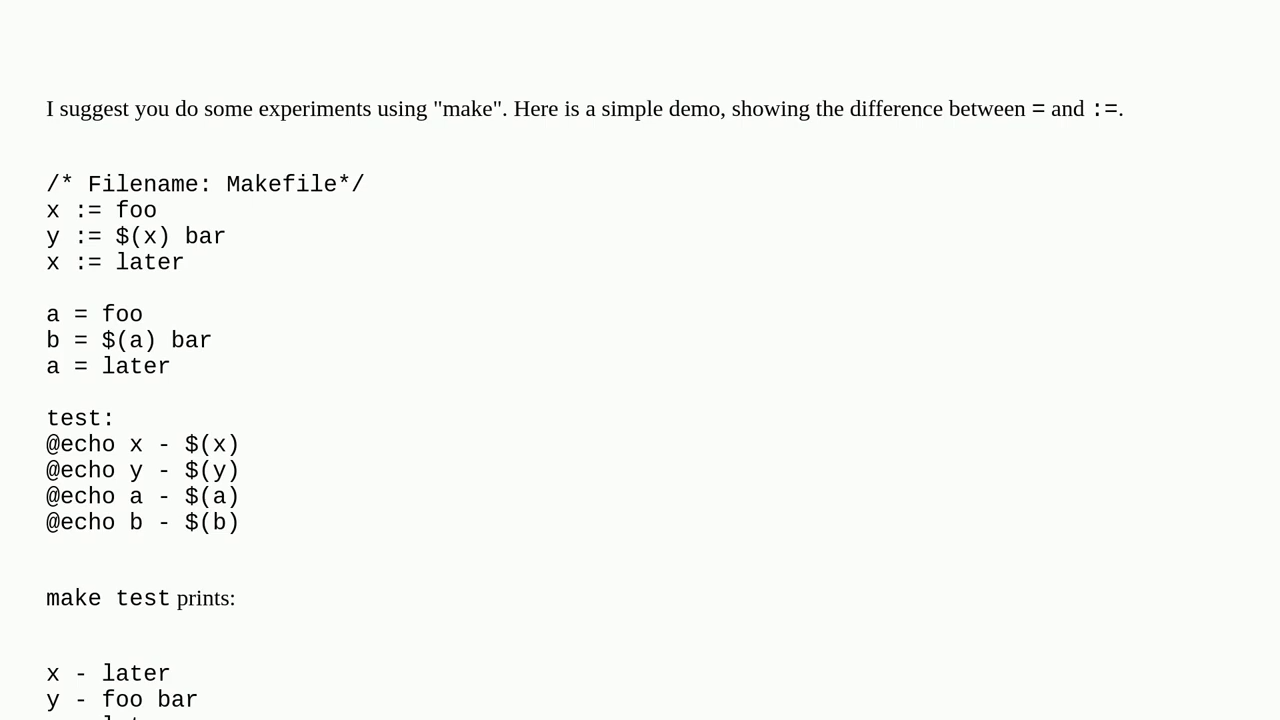 I suggest you do some experiments using "make". Here is a simple demo, showing the difference between = and :=.
/* Filename: Makefile*/
x := foo
y := $(x) bar
x := later
a = foo
b = $(a) bar
a = later
test:
@echo x - $(x)
@echo y - $(y)
@echo a - $(a)
@echo b - $(b)
make test prints:
x - later
y - foo bar